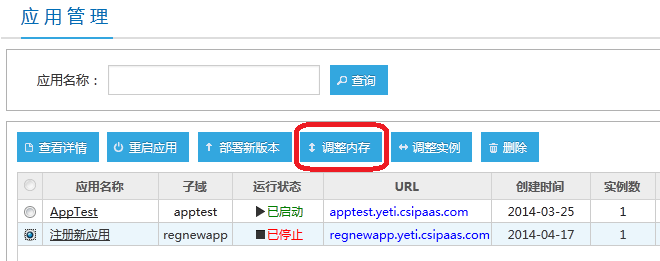 应用管理
应用名称：
查询
查看详情 重启应用 部署新版本 调整内存 调整实例 删除
应用名称 子域 运行状态 URL 创建时间 实例数
AppTest apptest 已启动 apptest.yeti.csipaas.com 2014-03-25 1
注册新应用 regnewapp 已停止 regnewapp.yeti.csipaas.com 2014-04-17 1